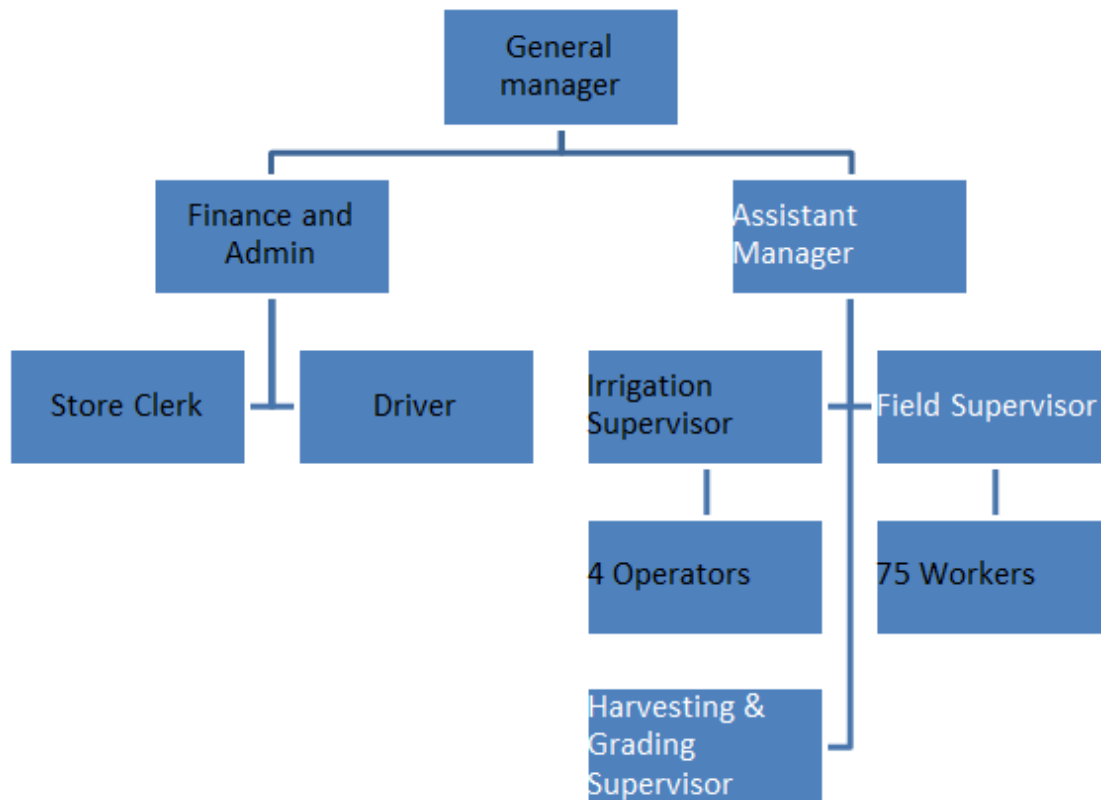 General
manager
Finance and
Admin
Assistant
Manager
Store Clerk
Driver
Irrigation
Supervisor
Field Supervisor
4 Operators
75 Workers
Harvesting &
Grading
Supervisor